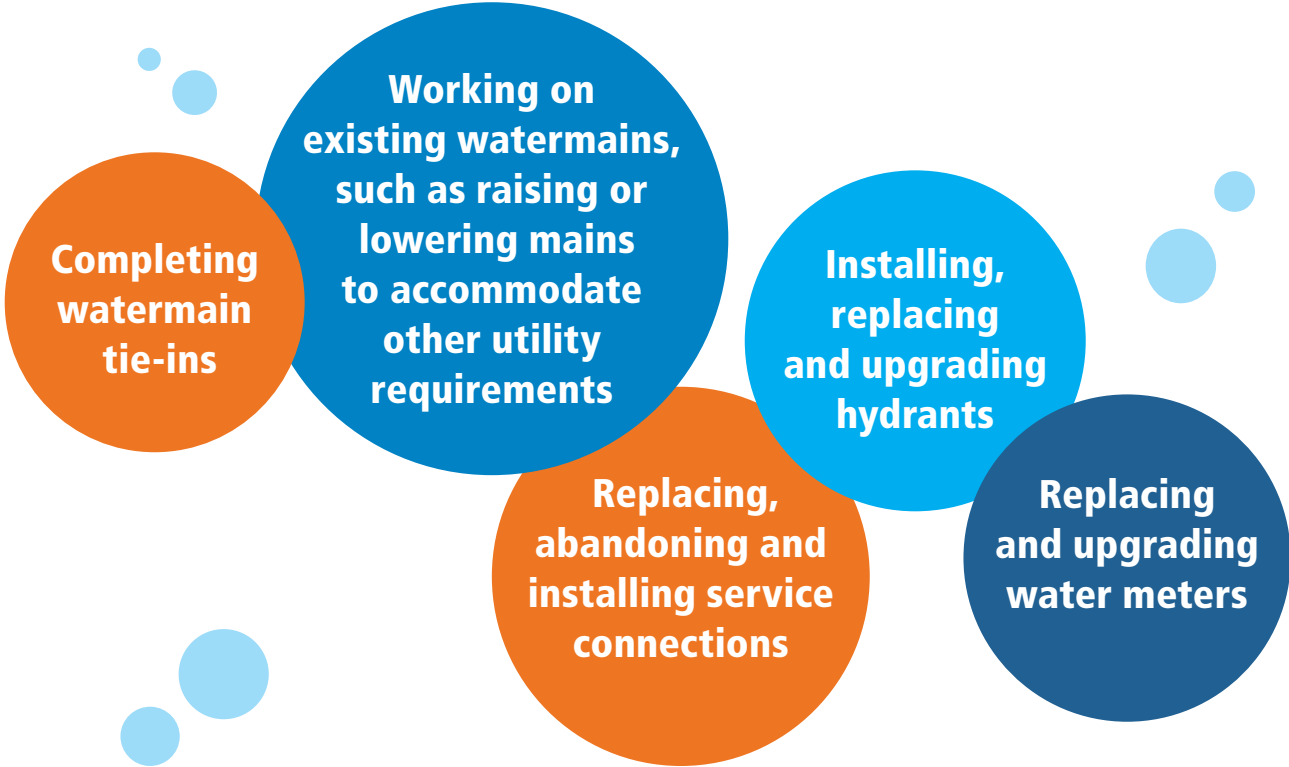 Completing
watermain
tie-ins
Working on
existing watermains,
such as raising or
lowering mains
to accommodate
other utility
requirements
Replacing,
abandoning and
installing service
connections
Installing,
replacing
and upgrading
hydrants
Replacing
and upgrading
water meters